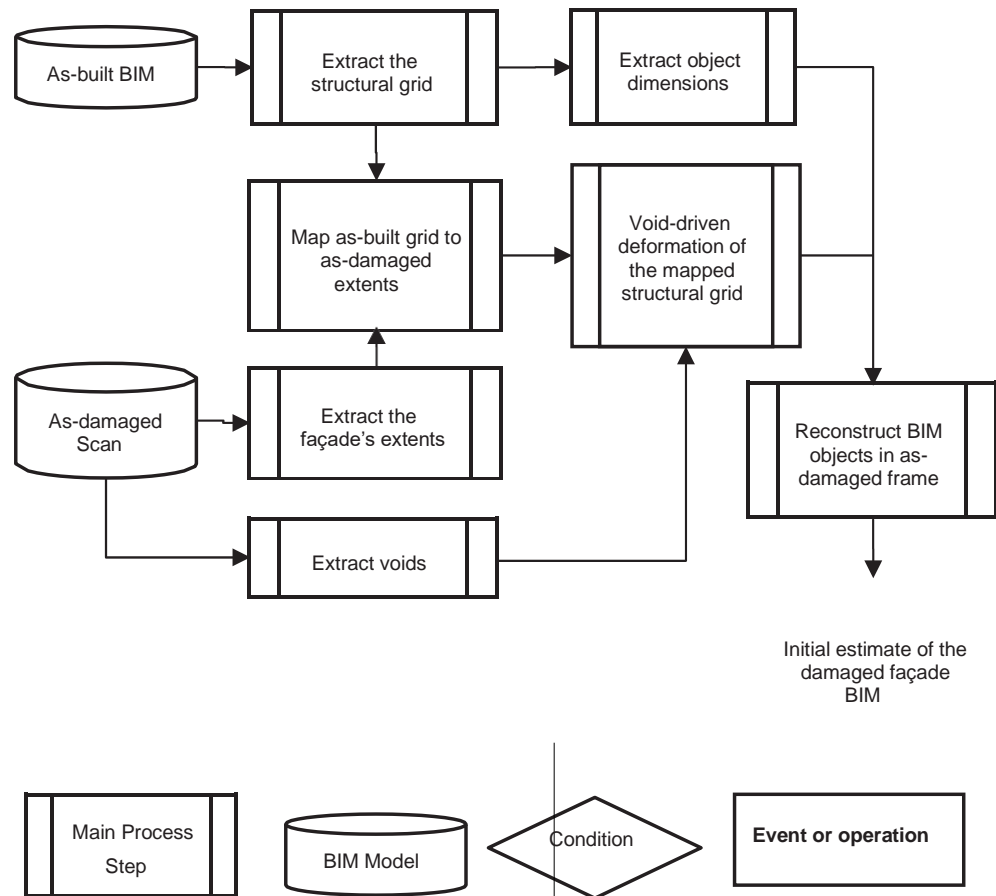 As-built BIM
Extract the
structural grid
Extract object
dimensions
Map as-built grid to
as-damaged
extents
Void-driven
deformation of
the mapped
structural grid
As-damaged
Scan
Extract the
façade's extents
Reconstruct BIM
objects in as-
damaged frame
Extract voids
Initial estimate of the
damaged façade
BIM
Main Process
Step
BIM Model
Condition
Event or operation